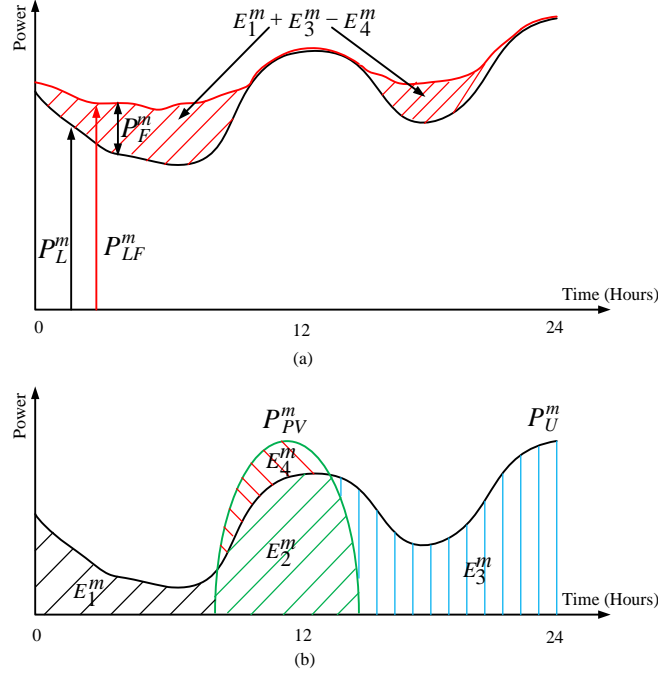 Power
E_1^m + E_3^m − E_4^m
P_F^m
P_L^m
P_LF^m
Time (Hours)
0
12
24
(a)
Power
P_PV^m
P_U^m
E_4^m
E_2^m
E_1^m
E_3^m
Time (Hours)
0
12
24
(b)